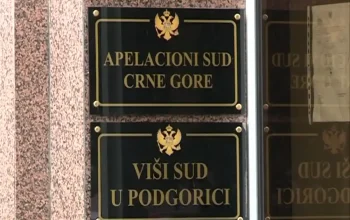 APELACIONI SUD
CRNE GORE
VIŠI SUD
U PODGORICI